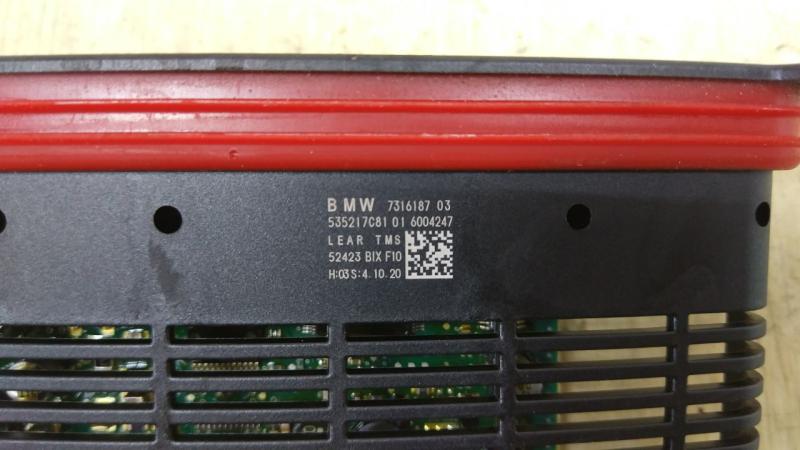 BMW 7316187 03
535217C81 01 6004247
LEAR TMS
52423 BIX F10
H:03 S:4.10.20